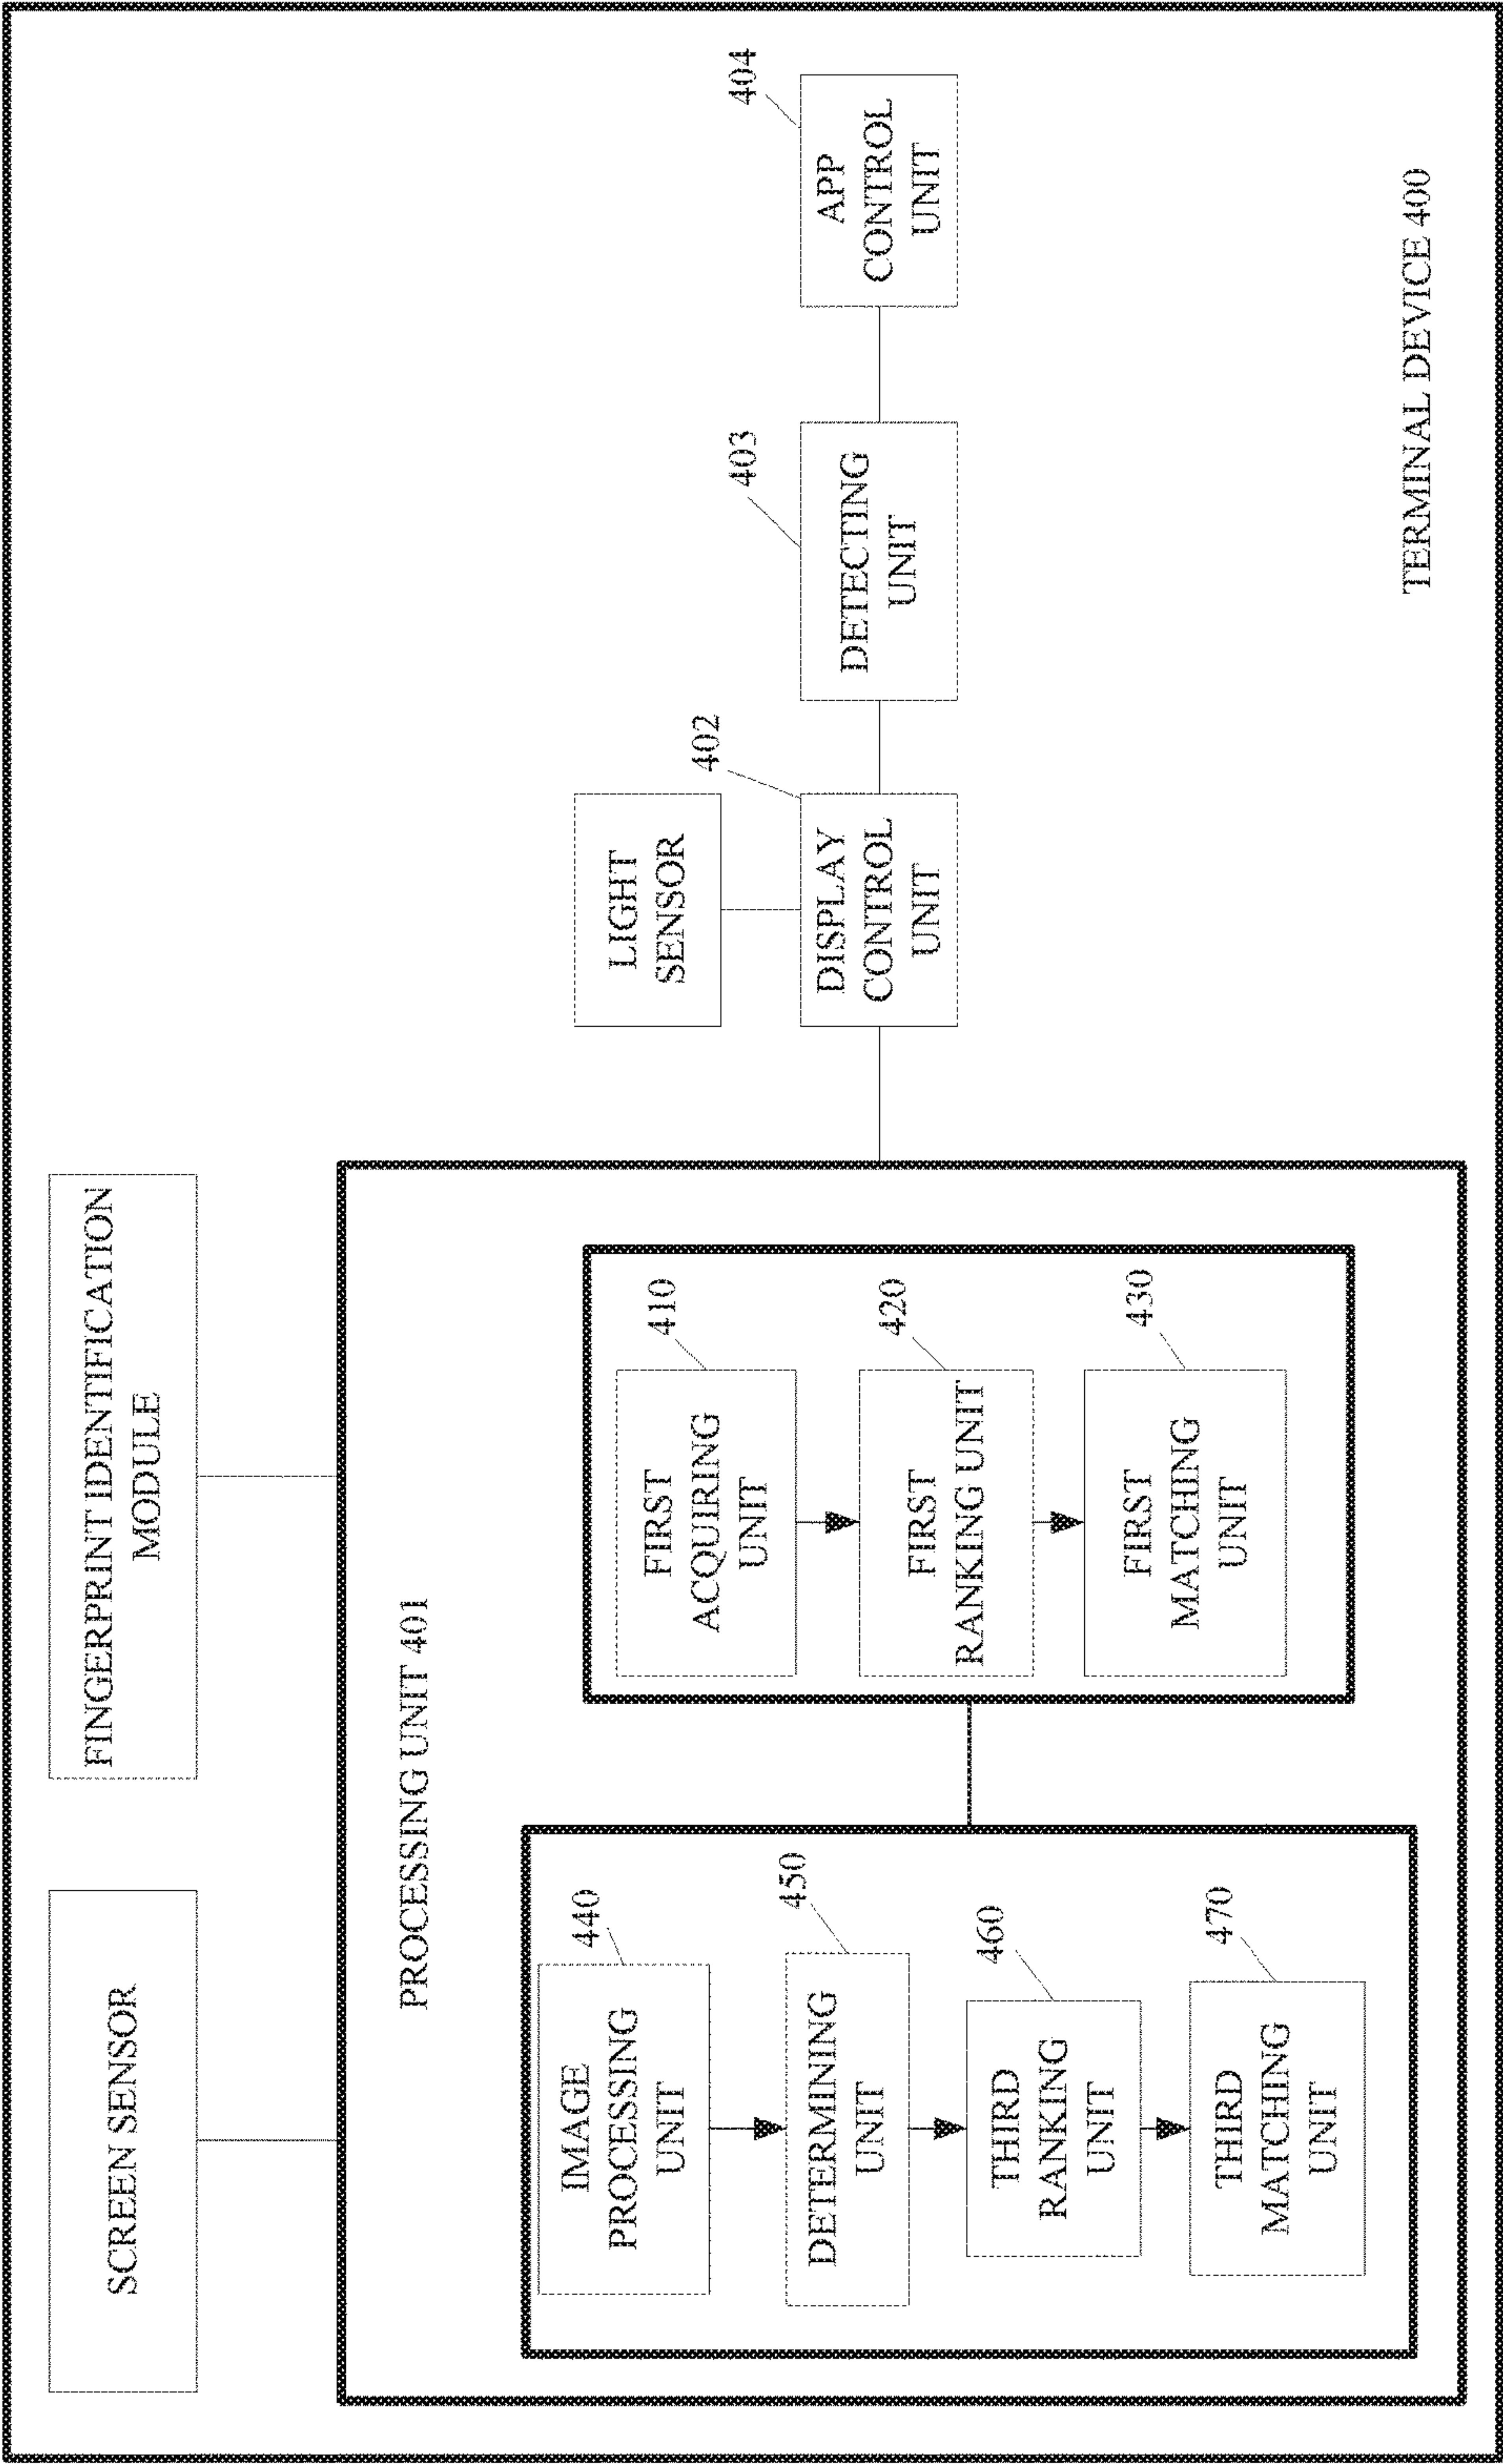 SCREEN SENSOR
FINGERPRINT IDENTIFICATION
MODULE
PROCESSING UNIT 401
440
IMAGE
PROCESSING
UNIT
450
DETERMINING
UNIT
460
THIRD
RANKING
UNIT
470
THIRD
MATCHING
UNIT
410
FIRST
ACQUIRING
UNIT
420
FIRST
RANKING UNIT
430
FIRST
MATCHING
UNIT
LIGHT
SENSOR
402
DISPLAY
CONTROL
UNIT
403
DETECTING
UNIT
404
APP
CONTROL
UNIT
TERMINAL DEVICE 400